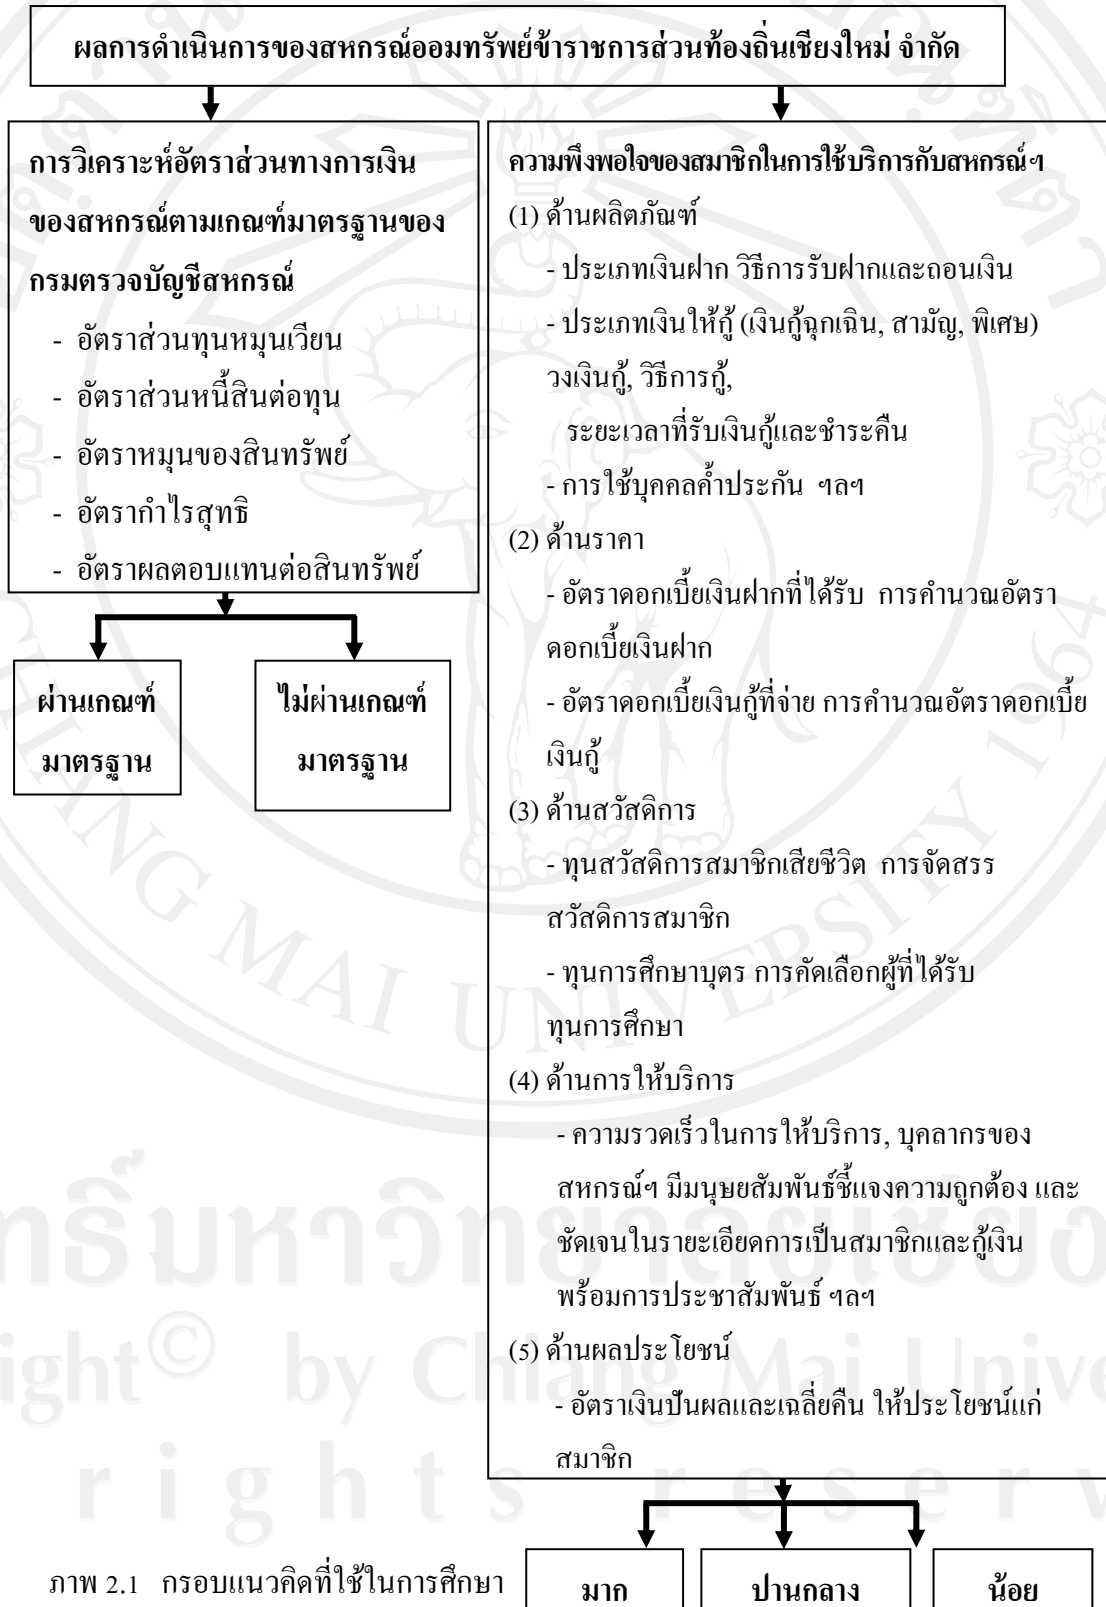 ผลการดำเนินการของสหกรณ์ออมทรัพย์ข้าราชการส่วนท้องถิ่นเชียงใหม่ จำกัด
การวิเคราะห์อัตราส่วนทางการเงิน
ของสหกรณ์ตามเกณฑ์มาตรฐานของ
กรมตรวจบัญชีสหกรณ์
- อัตราส่วนทุนหมุนเวียน
- อัตราส่วนหนี้สินต่อทุน
- อัตราหมุนของสินทรัพย์
- อัตรากำไรสุทธิ
- อัตราผลตอบแทนต่อสินทรัพย์
ผ่านเกณฑ์
มาตรฐาน
ไม่ผ่านเกณฑ์
มาตรฐาน
ความพึงพอใจของสมาชิกในการใช้บริการกับสหกรณ์ฯ
(1) ด้านผลิตภัณฑ์
- ประเภทเงินฝาก วิธีการรับฝากและถอนเงิน
- ประเภทเงินให้กู้ (เงินกู้ฉุกเฉิน, สามัญ, พิเศษ)
วงเงินกู้, วิธีการกู้,
ระยะเวลาที่รับเงินกู้และชำระคืน
- การใช้บุคคลค้ำประกัน ฯลฯ
(2) ด้านราคา
- อัตราดอกเบี้ยเงินฝากที่ได้รับ การคำนวณอัตรา
ดอกเบี้ยเงินฝาก
- อัตราดอกเบี้ยเงินกู้ที่จ่าย การคำนวณอัตราดอกเบี้ย
เงินกู้
(3) ด้านสวัสดิการ
- ทุนสวัสดิการสมาชิกเสียชีวิต การจัดสรร
สวัสดิการสมาชิก
- ทุนการศึกษาบุตร การคัดเลือกผู้ที่ได้รับ
ทุนการศึกษา
(4) ด้านการให้บริการ
- ความรวดเร็วในการให้บริการ, บุคลากรของ
สหกรณ์ฯ มีมนุษยสัมพันธ์ชี้แจงความถูกต้อง และ
ชัดเจนในรายะเอียดการเป็นสมาชิกและกู้เงิน
พร้อมการประชาสัมพันธ์ ฯลฯ
(5) ด้านผลประโยชน์
- อัตราเงินปันผลและเฉลี่ยคืน ให้ประโยชน์แก่
สมาชิก
มาก
ปานกลาง
น้อย
ภาพ 2.1 กรอบแนวคิดที่ใช้ในการศึกษา
CHIANG MAI UNIVERSITY 1964
ทธิ์มหาวิทยาลัยเชียง
right © by Chiang Mai Unive
rights reserv